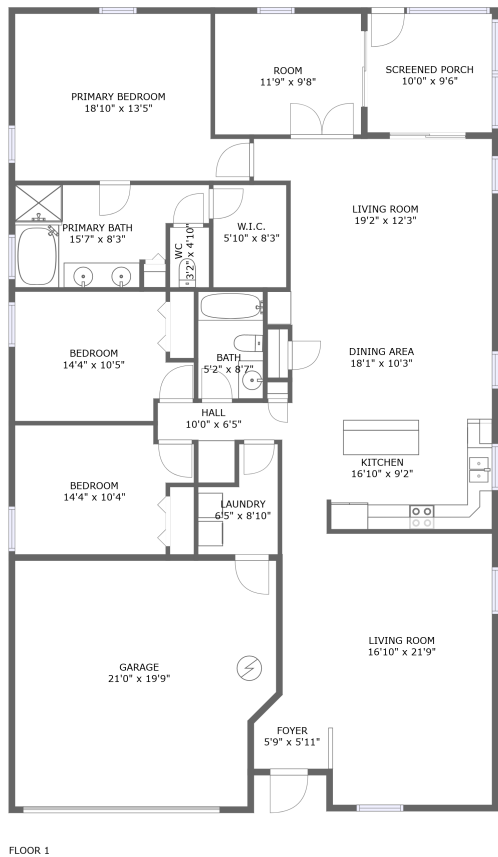 ROOM
11'9" x 9'8"
SCREENED PORCH
10'0" x 9'6"
PRIMARY BEDROOM
18'10" x 13'5"
LIVING ROOM
19'2" x 12'3"
PRIMARY BATH
15'7" x 8'3"
WC
3'2" x 4'10"
W.I.C.
5'10" x 8'3"
BEDROOM
14'4" x 10'5"
BATH
5'2" x 8'7"
DINING AREA
18'1" x 10'3"
HALL
10'0" x 6'5"
KITCHEN
16'10" x 9'2"
BEDROOM
14'4" x 10'4"
LAUNDRY
6'5" x 8'10"
LIVING ROOM
16'10" x 21'9"
GARAGE
21'0" x 19'9"
FOYER
5'9" x 5'11"
FLOOR 1